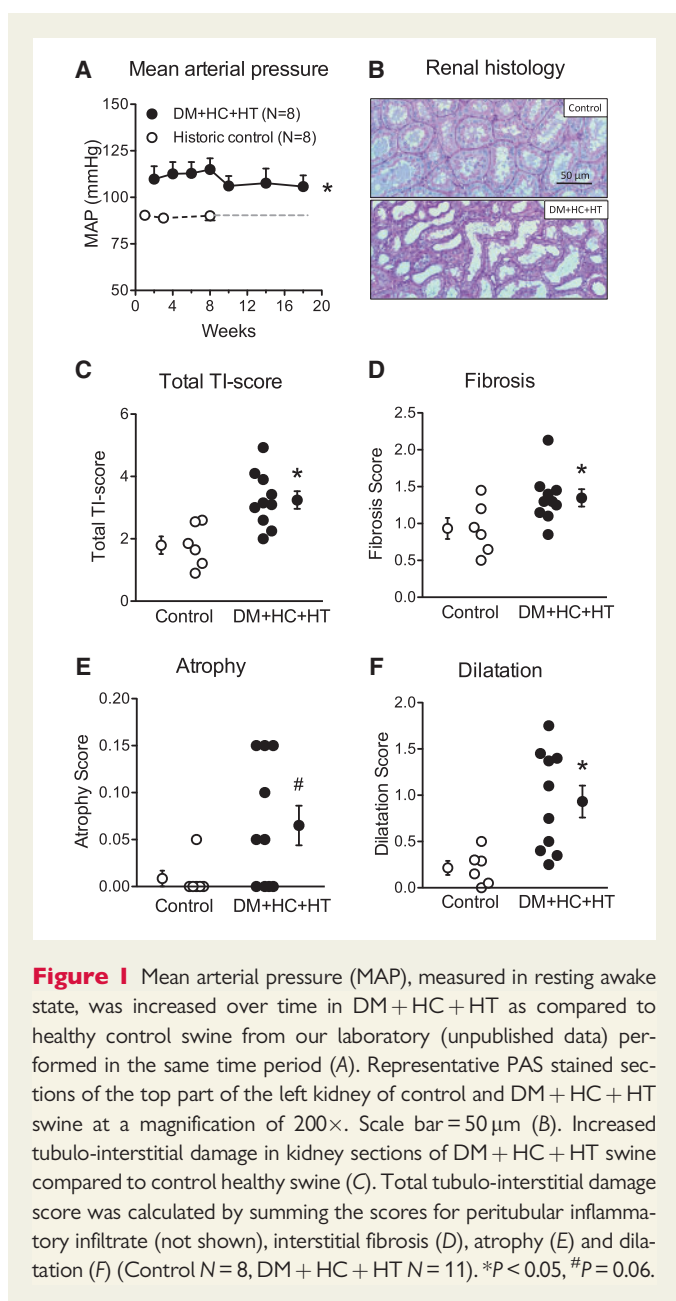 A Mean arterial pressure
150
125
100
75
50
MAP (mmHg)
DM+HC+HT (N=8)
Historic control (N=8)
*
0 4 8 12 16 20
Weeks
B Renal histology
Control
50 µm
DM+HC+HT
C Total TI-score
6
4
2
0
Total TI-score
*
Control DM+HC+HT
D Fibrosis
2.5
2.0
1.5
1.0
0.5
0.0
Fibrosis Score
*
Control DM+HC+HT
E Atrophy
0.20
0.15
0.10
0.05
0.00
Atrophy Score
#
Control DM+HC+HT
F Dilatation
2.0
1.5
1.0
0.5
0.0
Dilatation Score
*
Control DM+HC+HT
Figure 1 Mean arterial pressure (MAP), measured in resting awake
state, was increased over time in DM + HC + HT as compared to
healthy control swine from our laboratory (unpublished data) per-
formed in the same time period (A). Representative PAS stained sec-
tions of the top part of the left kidney of control and DM + HC + HT
swine at a magnification of 200×. Scale bar = 50 µm (B). Increased
tubulo-interstitial damage in kidney sections of DM + HC + HT swine
compared to control healthy swine (C). Total tubulo-interstitial damage
score was calculated by summing the scores for peritubular inflamma-
tory infiltrate (not shown), interstitial fibrosis (D), atrophy (E) and dila-
tation (F) (Control N = 8, DM + HC + HT N = 11). *P < 0.05, #P = 0.06.